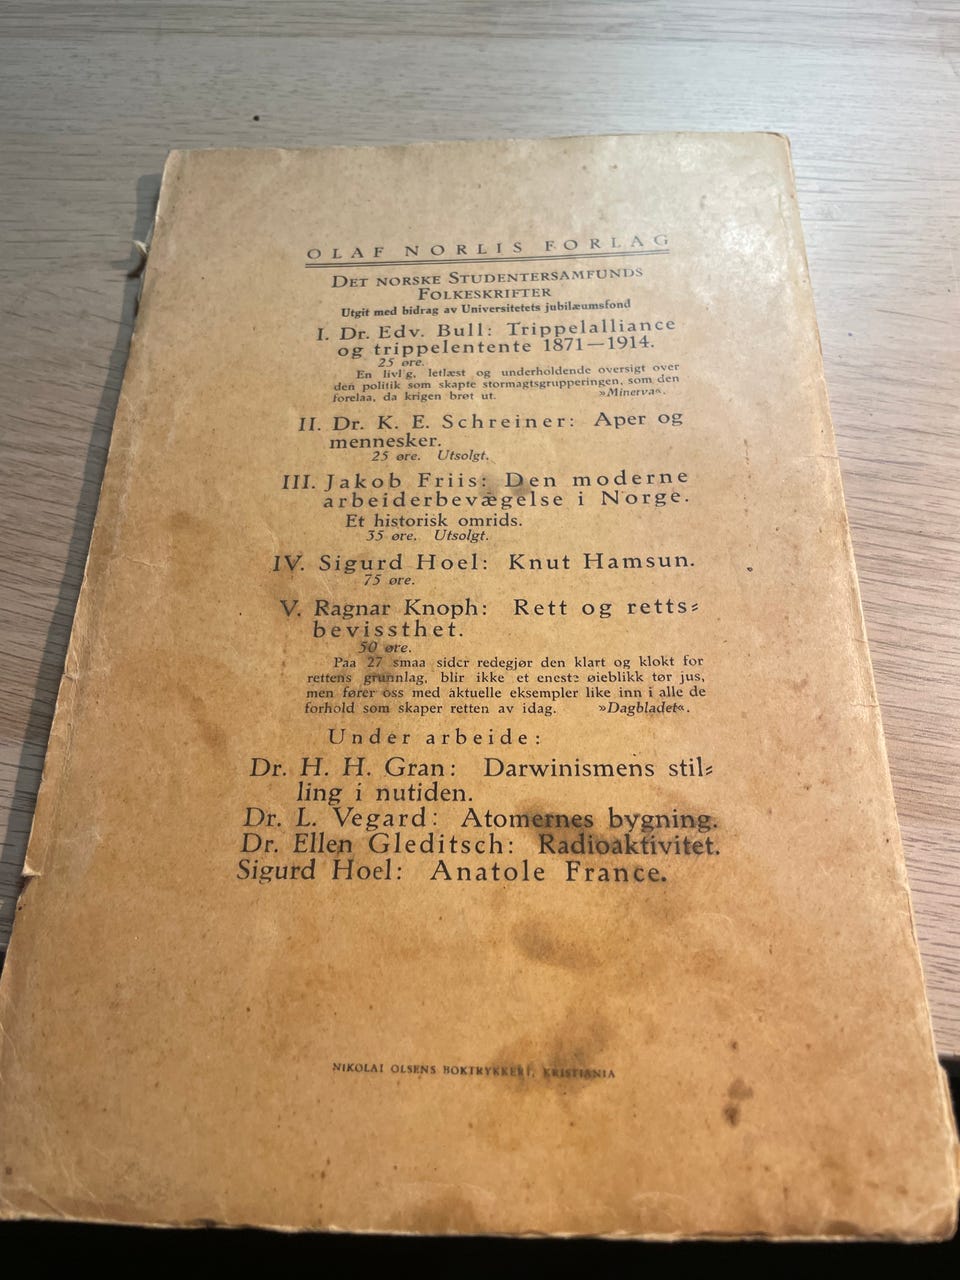 OLAF NORLIS FORLAG
DET NORSKE STUDENTERSAMFUNDS
FOLKESKRIFTER
Utgit med bidrag av Universitetets jubilæumsfond
I. Dr. Edv. Bull: Trippelalliance
og trippelentente 1871—1914.
25 øre.
En livlig, letlæst og underholdende oversigt over
den politik som skapte stormagtsgrupperingen, som den
forelaa, da krigen brøt ut. »Minerva«.
II. Dr. K. E. Schreiner: Aper og
mennesker.
25 øre. Utsolgt.
III. Jakob Friis: Den moderne
arbeiderbevægelse i Norge.
Et historisk omrids.
35 øre. Utsolgt.
IV. Sigurd Hoel: Knut Hamsun.
75 øre.
V. Ragnar Knoph: Rett og retts-
bevissthet.
50 øre.
Paa 27 smaa sider redegjør den klart og klokt for
rettens grunnlag, blir ikke et eneste øieblikk tør jus,
men fører oss med aktuelle eksempler like inn i alle de
forhold som skaper retten av idag. »Dagbladet«.
Under arbeide:
Dr. H. H. Gran: Darwinismens stil-
ling i nutiden.
Dr. L. Vegard: Atomernes bygning.
Dr. Ellen Gleditsch: Radioaktivitet.
Sigurd Hoel: Anatole France.
NIKOLAI OLSENS BOKTRYKKERI, KRISTIANIA